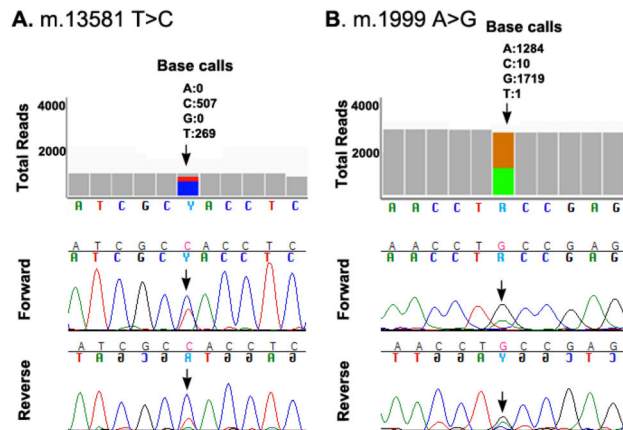 A. m.13581 T>C
Base calls
A:0
C:507
G:0
T:269
4000
2000
Total Reads
A T C G C Y A C C T C
A T C G C C A C C T C
A T C G C Y A C C T C
Forward
A T C G C C A C C T C
T A G C G R T G G A G
Reverse
B. m.1999 A>G
Base calls
A:1284
C:10
G:1719
T:1
4000
2000
Total Reads
A A C C T R C C G A G
A A C C T G C C G A G
A A C C T R C C G A G
Forward
A A C C T G C C G A G
T T G G A Y G G C T C
Reverse